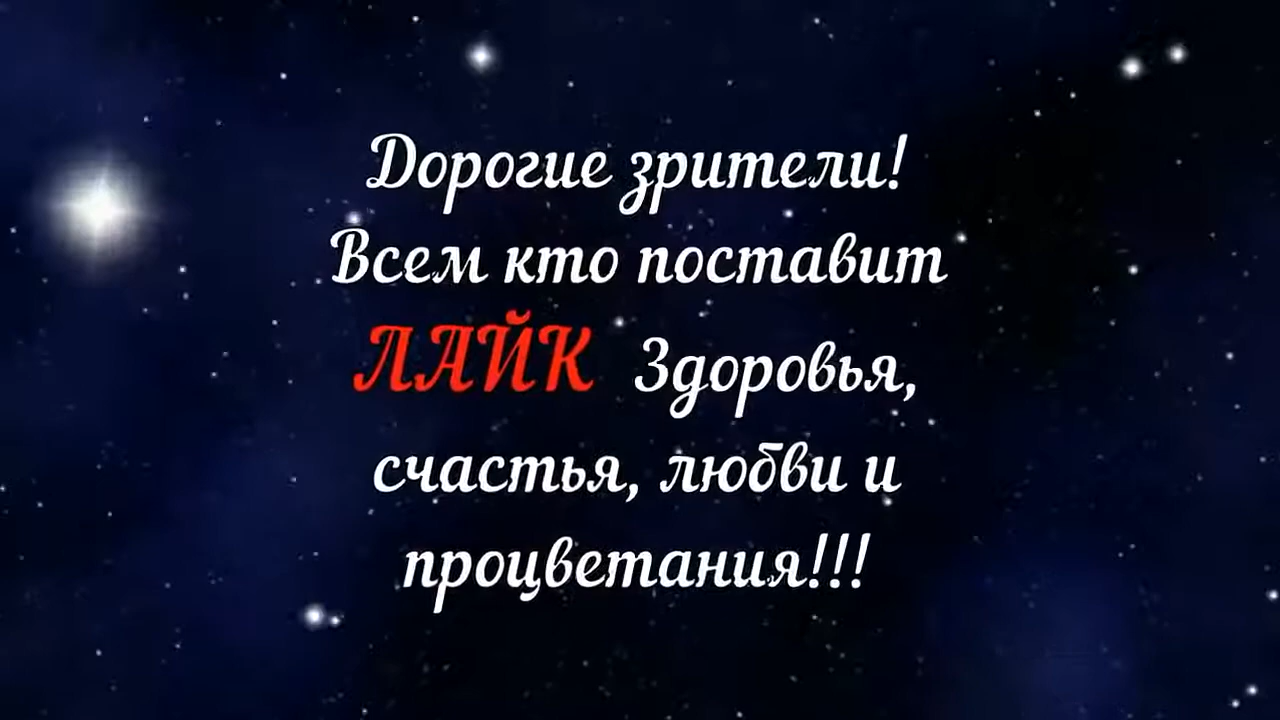 Дорогие зрители!
Всем кто поставит
ЛАЙК Здоровья,
счастья, любви и
процветания!!!